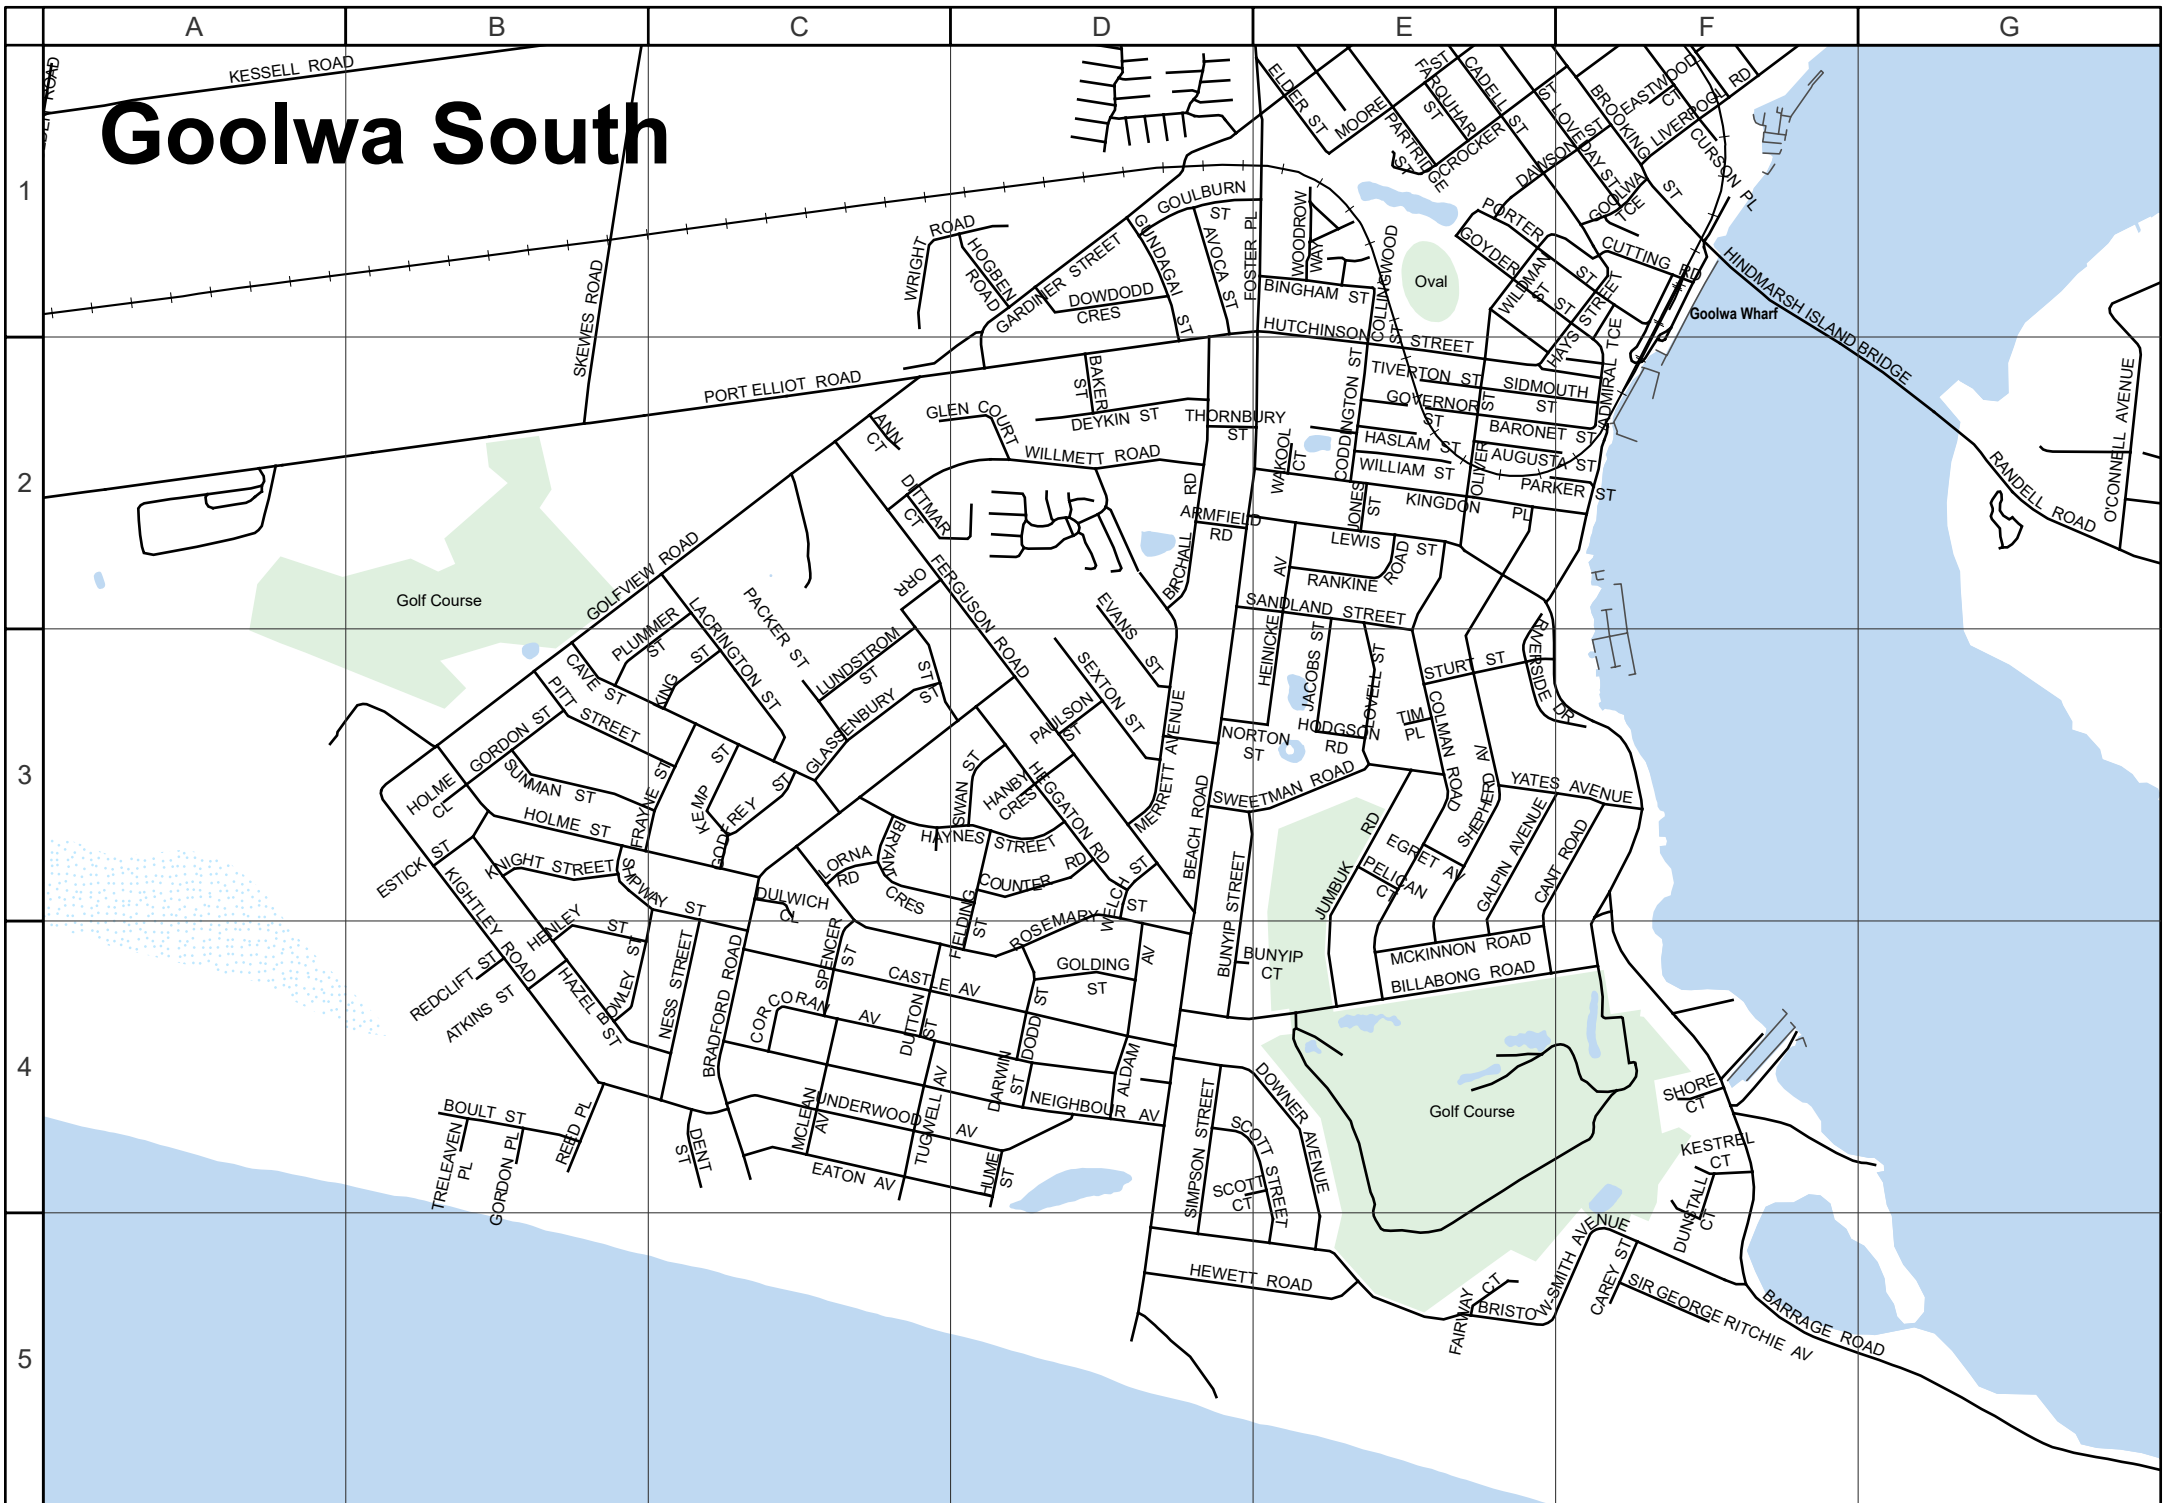 A B C D E F G
1
2
3
4
5
Goolwa South
KESSELL ROAD
SKEWES ROAD
PORT ELLIOT ROAD
WRIGHT ROAD
HOGBEN ROAD
GARDINER STREET
DOWDODD CRES
GUNDAGAI ST
GOULBURN ST
AVOCA ST
FOSTER PL
WOODROW WAY
BINGHAM ST
COLLINGWOOD ST
HUTCHINSON STREET
ELDER ST
MOORE ST
PARTRIDGE ST
FARQUHAR ST
CADELL ST
CROCKER ST
LOVEDAY ST
DAWSON ST
BROOKING ST
EASTWOOD CT
LIVERPOOL RD
CURSON PL
GOOLWA TCE
PORTER ST
GOYDER ST
WILDMAN ST
CUTTING RD
HAYS STREET
ADMIRAL TCE
Oval
Goolwa Wharf
HINDMARSH ISLAND BRIDGE
RANDELL ROAD
O'CONNELL AVENUE
BAKER ST
DEYKIN ST
THORNBURY ST
GLEN COURT
ANN CT
WILLMETT ROAD
DITTMAR CT
BIRCHALL RD
ARMFIELD RD
WAKOOL CT
CODDINGTON ST
TIVERTON ST
SIDMOUTH ST
GOVERNOR ST
BARONET ST
HASLAM ST
AUGUSTA ST
WILLIAM ST
OLIVER ST
PARKER ST
KINGDON PL
JONES ST
LEWIS ST
RANKINE ROAD
SANDLAND STREET
HEINICKE AV
JACOBS ST
LOVELL ST
STURT ST
RIVERSIDE DR
COLMAN ROAD
TIM PL
HODGSON RD
NORTON ST
SWEETMAN ROAD
SHEPHERD AV
YATES AVENUE
GALPIN AVENUE
CANT ROAD
EGRET AV
PELICAN CT
JUMBUK RD
MCKINNON ROAD
BILLABONG ROAD
BUNYIP STREET
BUNYIP CT
BEACH ROAD
MERRETT AVENUE
EVANS ST
SEXTON ST
PAULSON ST
FERGUSON ROAD
ORR ST
LUNDSTROM ST
GLASSENBURY ST
PACKER ST
LACRINGTON ST
GOLFVIEW ROAD
Golf Course
PLUMMER ST
KING ST
CAVE ST
PITT STREET
GORDON ST
SUMMAN ST
HOLME CL
HOLME ST
FRAYNE ST
KEMP ST
GODFREY ST
SWAN ST
HANBY CRES
HEGGATON RD
HAYNES STREET
BRYANT CRES
LORNA RD
COUNTER RD
WELCH ST
ROSEMARY ST
FIELDING ST
DULWICH CL
ESTICK ST
KNIGHT STREET
SHIPWAY ST
KIGHTLEY ROAD
HENLEY ST
HAZEL ST
BOWLEY ST
REDCLIFT ST
ATKINS ST
NESS STREET
BRADFORD ROAD
SPENCER ST
CASTLE AV
CORCORAN AV
DUTTON ST
GOLDING ST
DODD ST
DARWIN ST
ALDAM AV
NEIGHBOUR AV
UNDERWOOD AV
MCLEAN AV
TUGWELL AV
HUME ST
EATON AV
DENT ST
REED PL
BOULT ST
TRELEAVEN PL
GORDON PL
SIMPSON STREET
SCOTT STREET
SCOTT CT
DOWNER AVENUE
Golf Course
SHORE CT
KESTREL CT
DUNSTALL CT
HEWETT ROAD
FAIRWAY CT
BRISTOW-SMITH AVENUE
CAREY ST
SIR GEORGE RITCHIE AV
BARRAGE ROAD